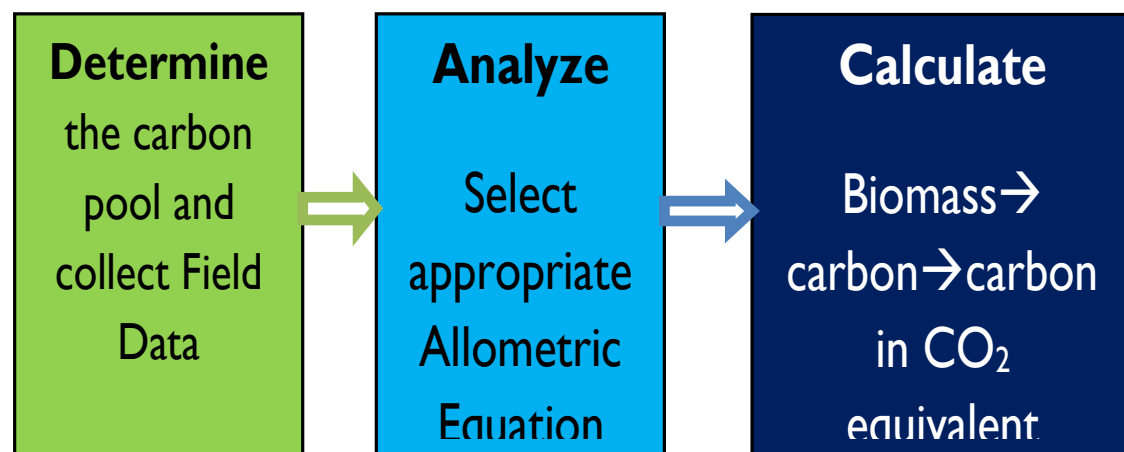 Determine
the carbon
pool and
collect Field
Data
Analyze
Select
appropriate
Allometric
Equation
Calculate
Biomass→
carbon→carbon
in CO₂
equivalent